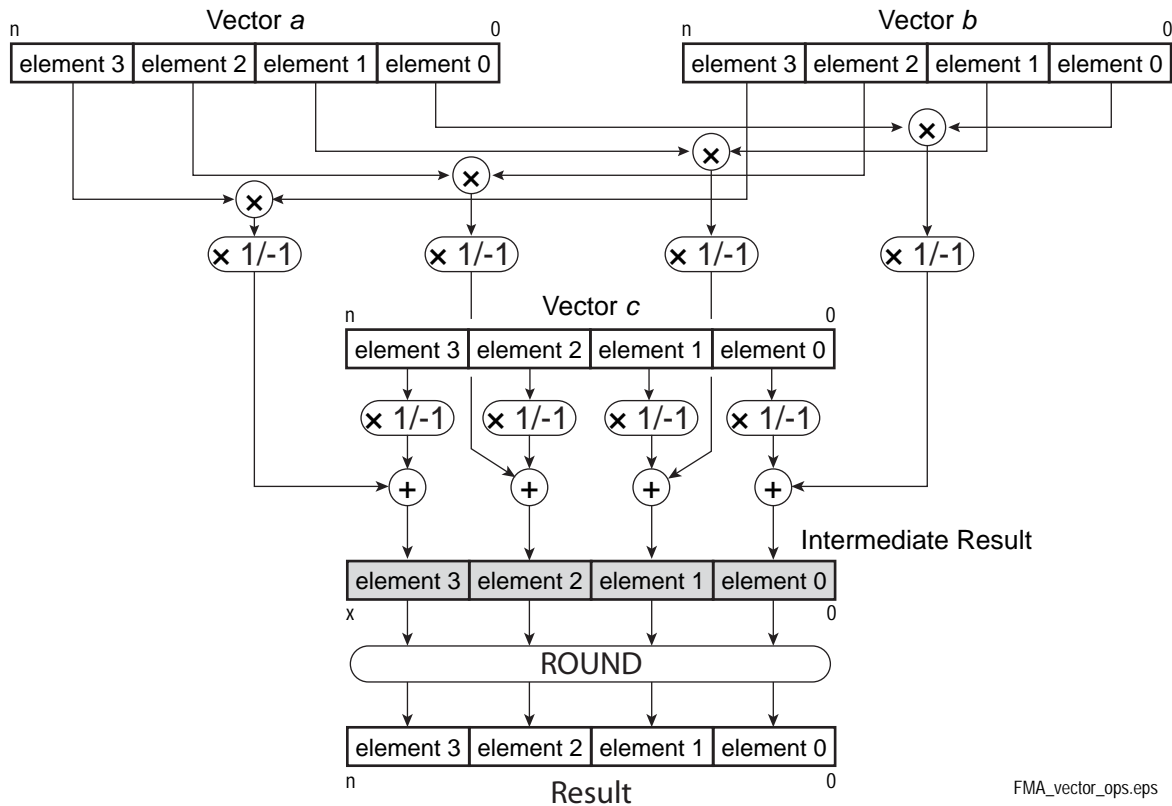 Vector a
Vector b
n 0
n 0
element 3 element 2 element 1 element 0
element 3 element 2 element 1 element 0
×
×
×
×
× 1/-1 × 1/-1 × 1/-1 × 1/-1
Vector c
n 0
element 3 element 2 element 1 element 0
× 1/-1 × 1/-1 × 1/-1 × 1/-1
+ + + +
Intermediate Result
element 3 element 2 element 1 element 0
x 0
ROUND
element 3 element 2 element 1 element 0
n 0
Result
FMA_vector_ops.eps